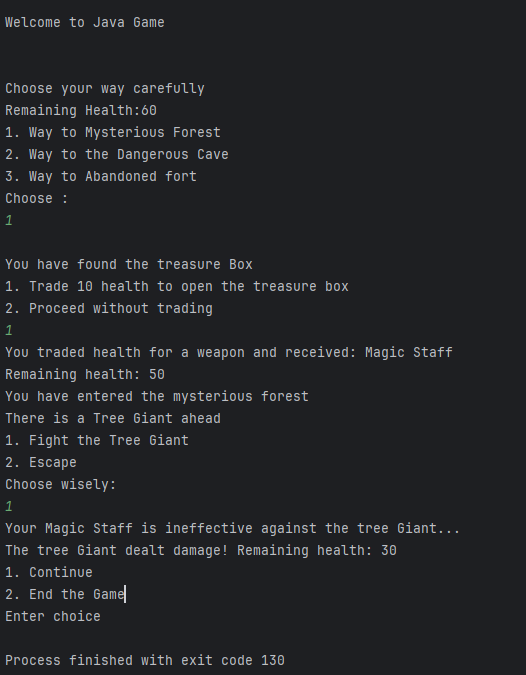 Welcome to Java Game
Choose your way carefully
Remaining Health:60
1. Way to Mysterious Forest
2. Way to the Dangerous Cave
3. Way to Abandoned fort
Choose :
1
You have found the treasure Box
1. Trade 10 health to open the treasure box
2. Proceed without trading
1
You traded health for a weapon and received: Magic Staff
Remaining health: 50
You have entered the mysterious forest
There is a Tree Giant ahead
1. Fight the Tree Giant
2. Escape
Choose wisely:
1
Your Magic Staff is ineffective against the tree Giant...
The tree Giant dealt damage! Remaining health: 30
1. Continue
2. End the Game
Enter choice
Process finished with exit code 130